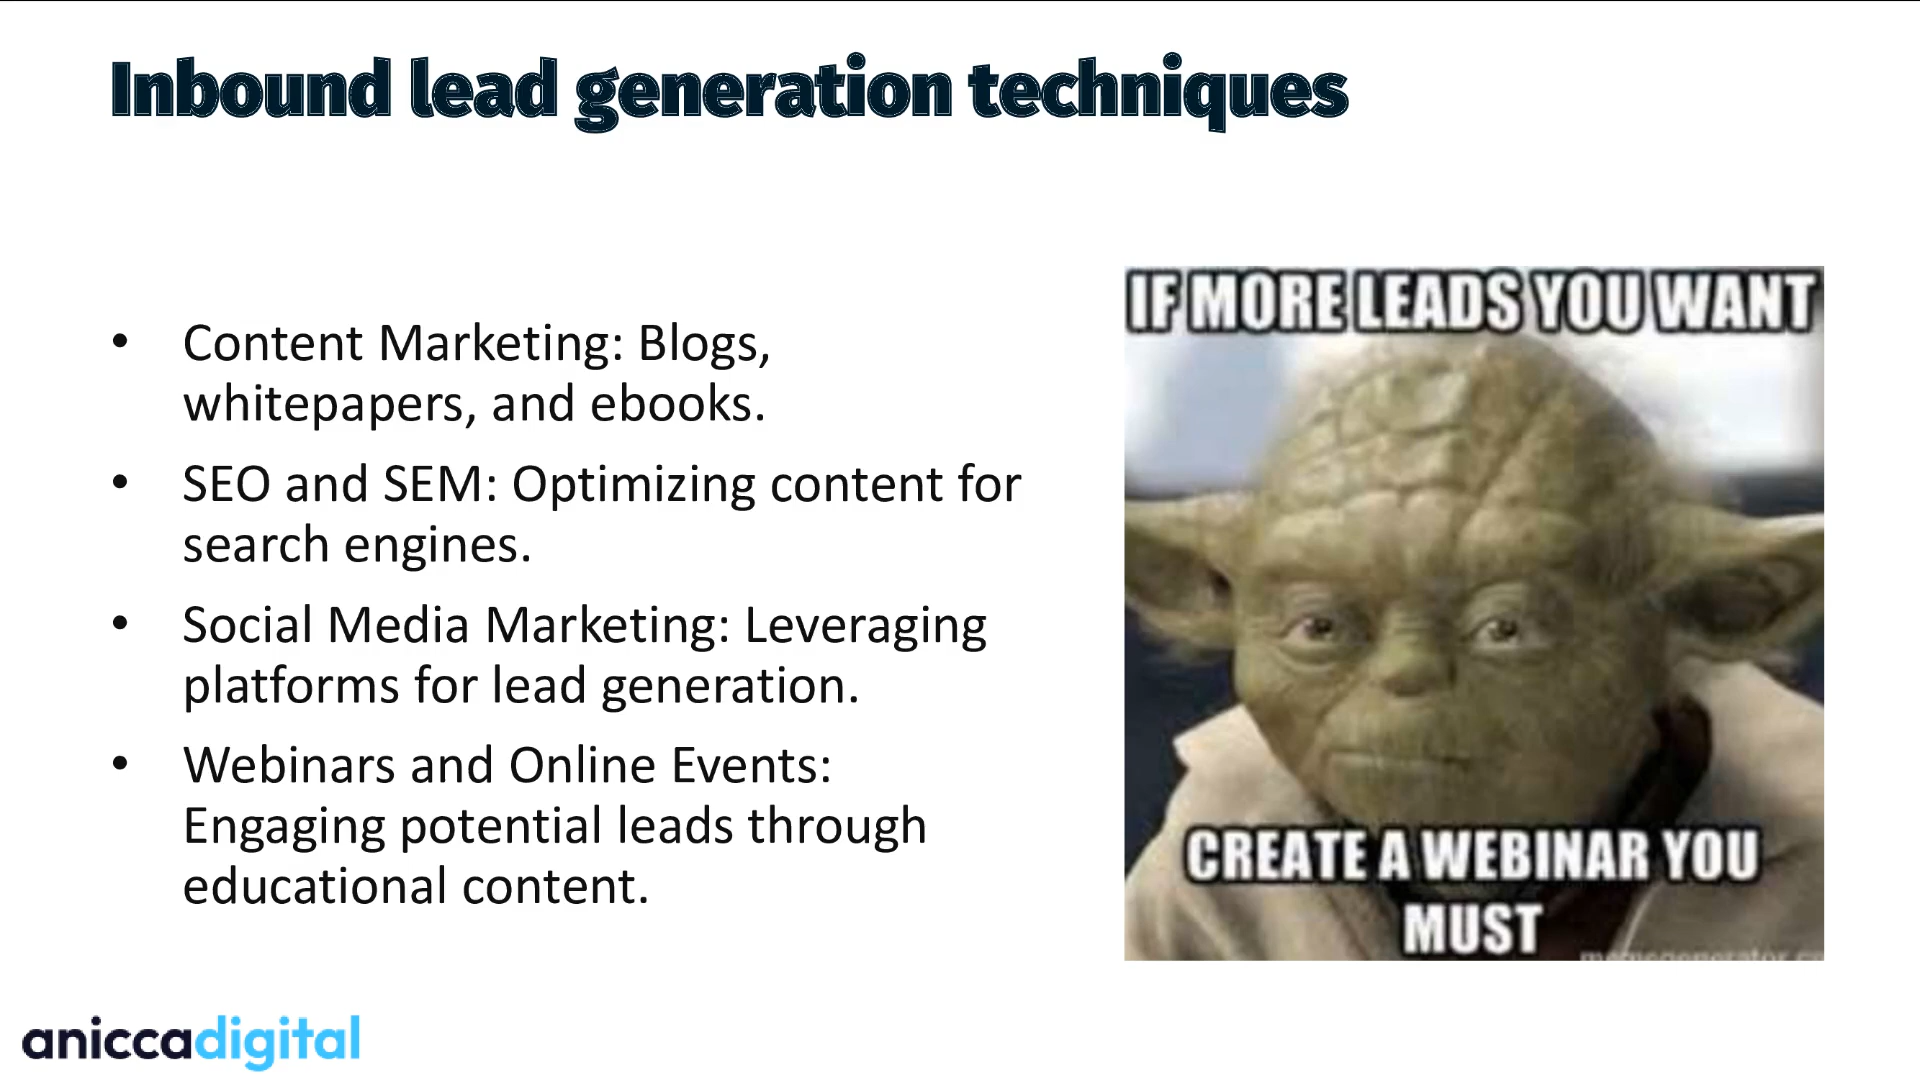 Inbound lead generation techniques
• Content Marketing: Blogs,
whitepapers, and ebooks.
• SEO and SEM: Optimizing content for
search engines.
• Social Media Marketing: Leveraging
platforms for lead generation.
• Webinars and Online Events:
Engaging potential leads through
educational content.
IF MORE LEADS YOU WANT
CREATE A WEBINAR YOU
MUST
aniccadigital